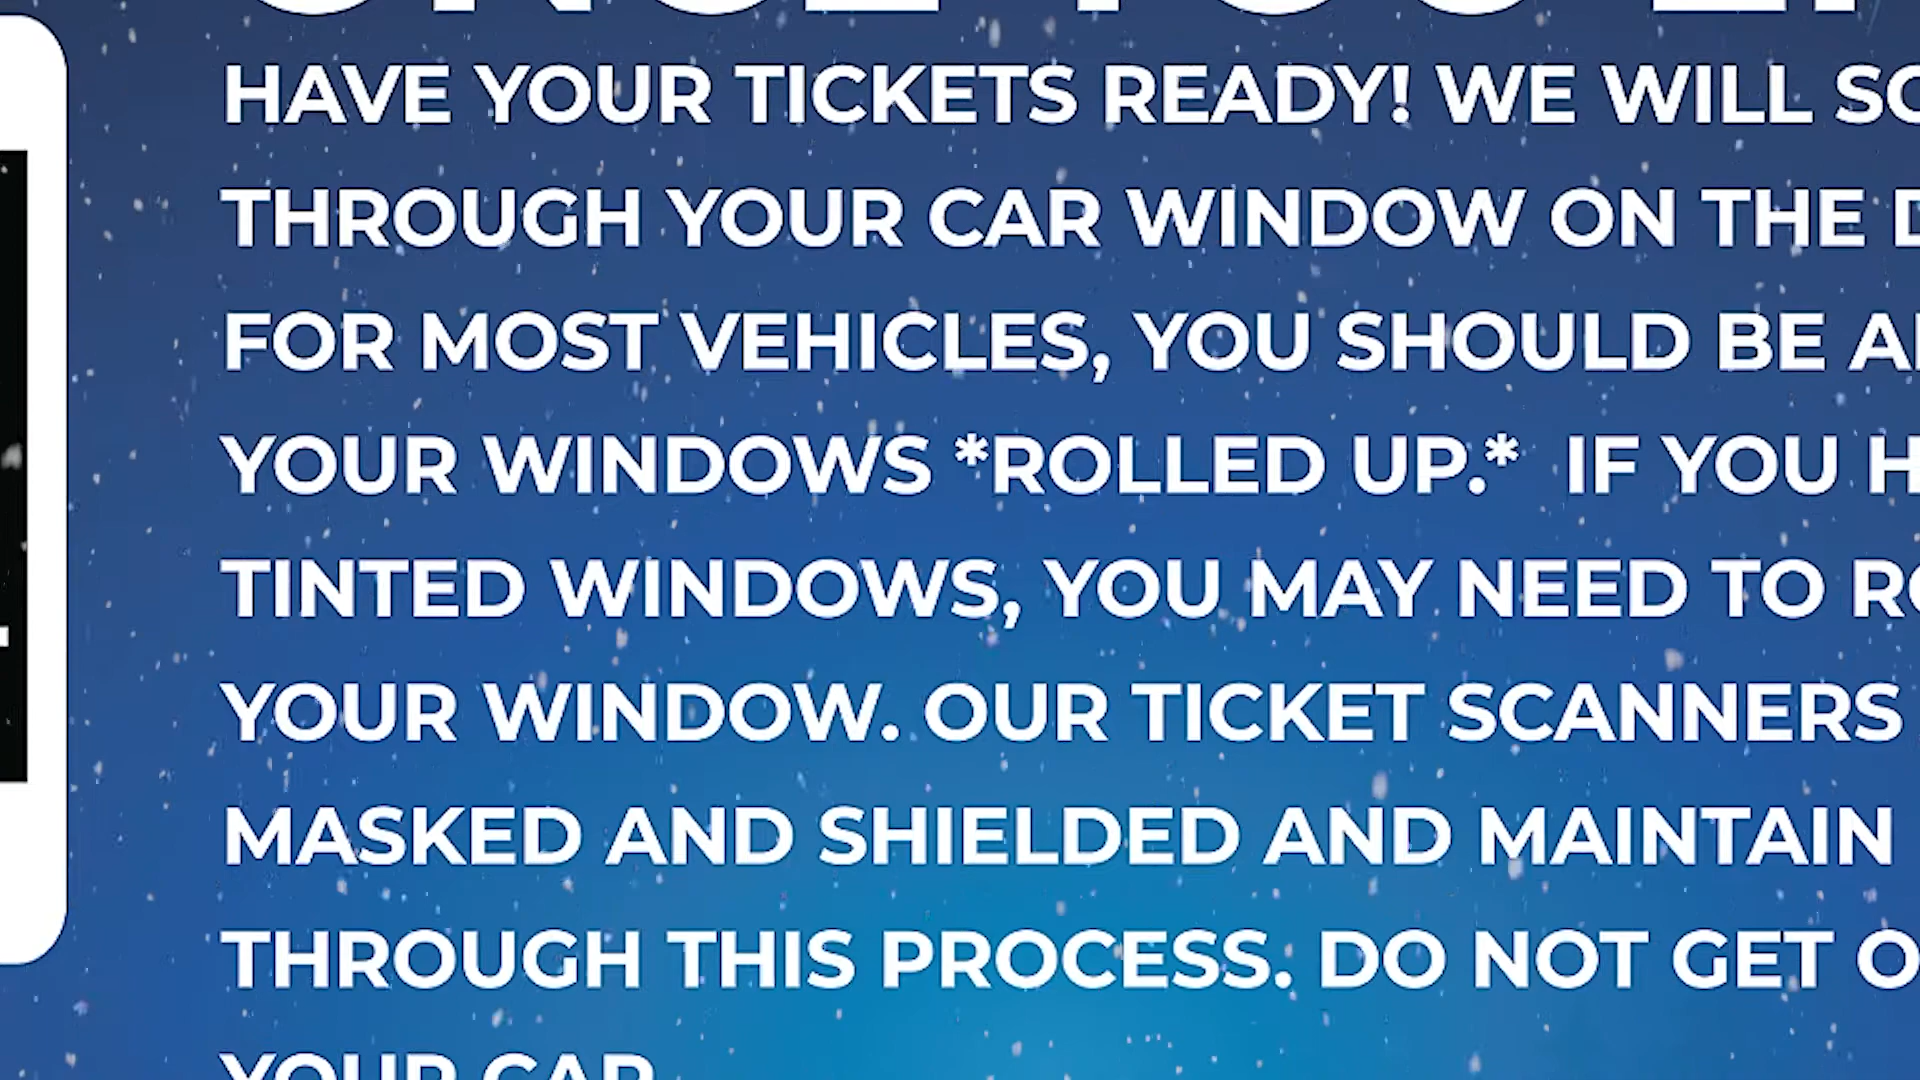 HAVE YOUR TICKETS READY! WE WILL
THROUGH YOUR CAR WINDOW ON THE
FOR MOST VEHICLES, YOU SHOULD BE
YOUR WINDOWS *ROLLED UP.* IF YOU
TINTED WINDOWS, YOU MAY NEED TO
YOUR WINDOW. OUR TICKET SCANNERS
MASKED AND SHIELDED AND MAINTAIN
THROUGH THIS PROCESS. DO NOT GET
YOUR CAR